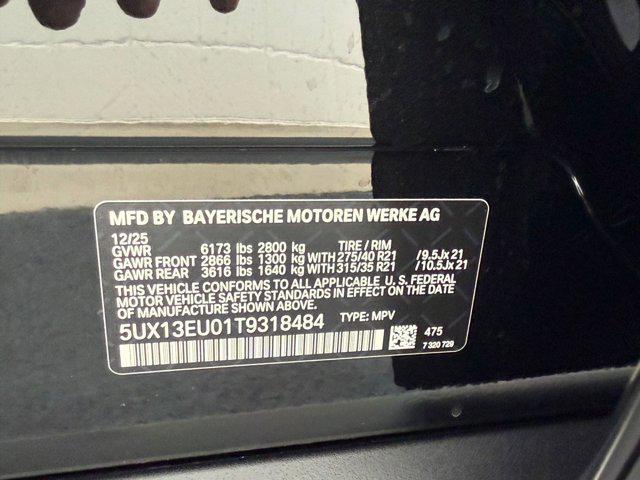 MFD BY BAYERISCHE MOTOREN WERKE AG
12/25
GVWR 6173 lbs 2800 kg TIRE / RIM
GAWR FRONT 2866 lbs 1300 kg WITH 275/40 R21 /9.5Jx 21
GAWR REAR 3616 lbs 1640 kg WITH 315/35 R21 /10.5Jx 21
THIS VEHICLE CONFORMS TO ALL APPLICABLE U. S. FEDERAL
MOTOR VEHICLE SAFETY STANDARDS IN EFFECT ON THE DATE
OF MANUFACTURE SHOWN ABOVE.
5UX13EU01T9318484 TYPE: MPV
475
7 320 729